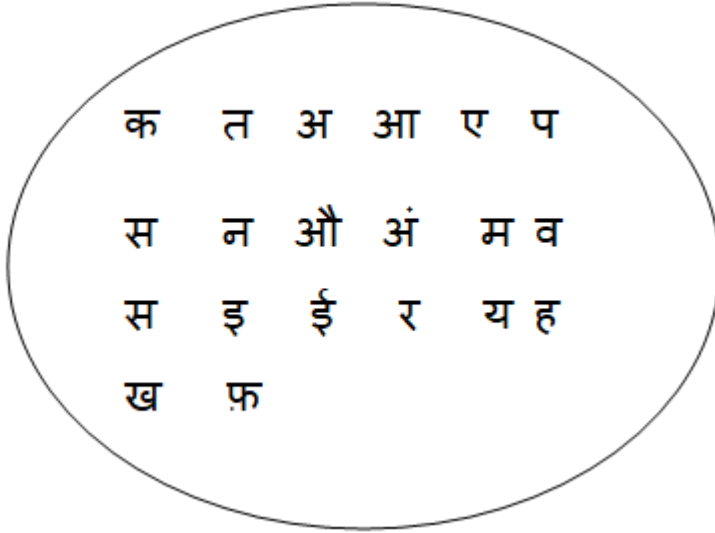 क त अ आ ए प
स न औ अं म व
स इ ई र य ह
ख फ़